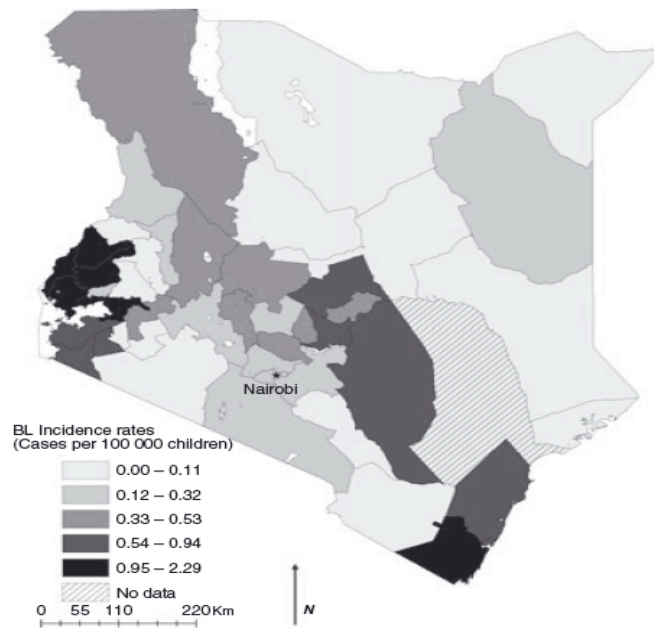 Nairobi
BL Incidence rates
(Cases per 100 000 children)
0.00 – 0.11
0.12 – 0.32
0.33 – 0.53
0.54 – 0.94
0.95 – 2.29
No data
0 55 110 220 Km
N